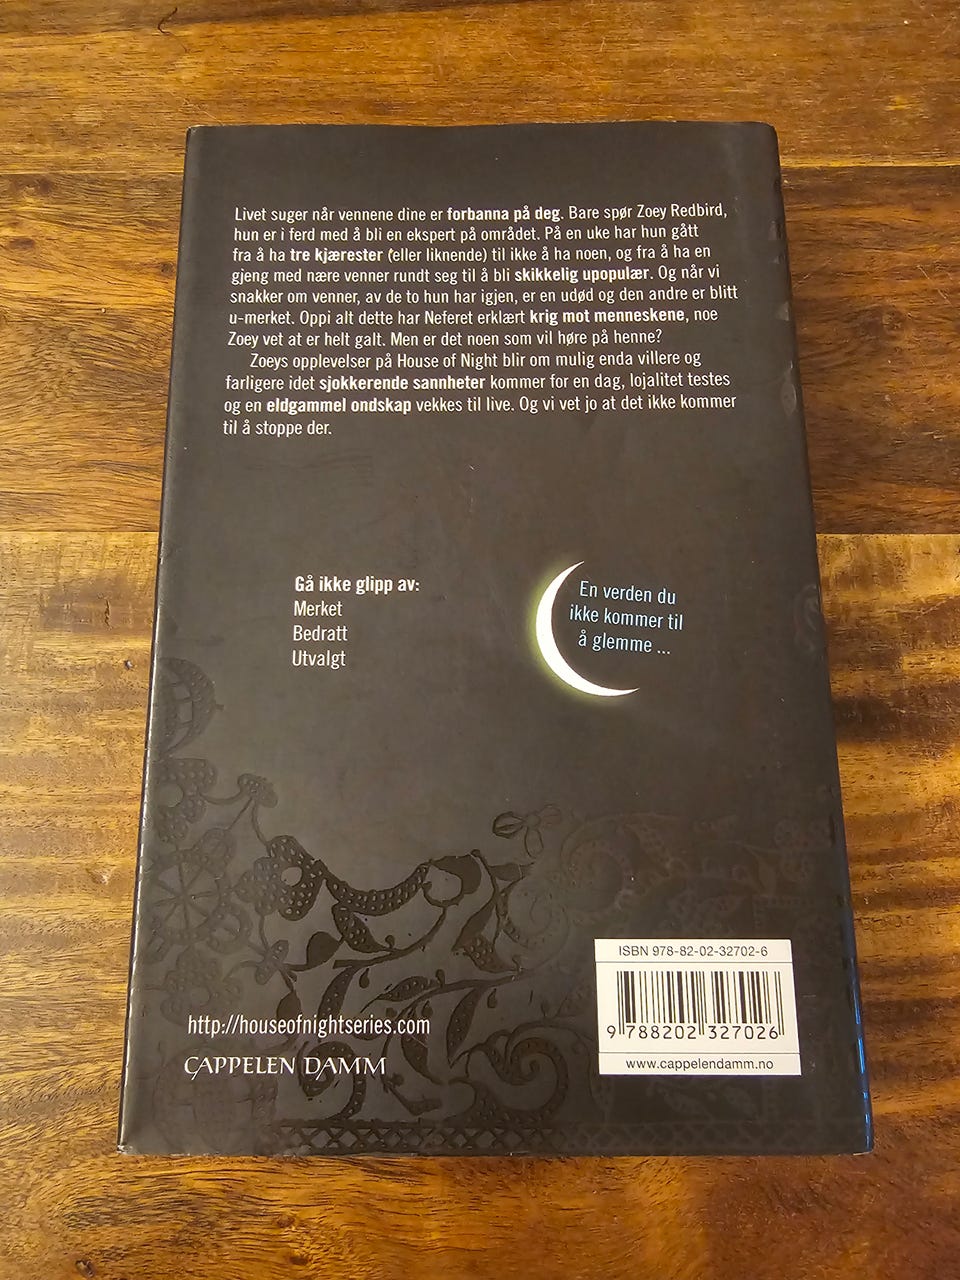 Livet suger når vennene dine er forbanna på deg. Bare spør Zoey Redbird,
hun er i ferd med å bli en ekspert på området. På en uke har hun gått
fra å ha tre kjærester (eller liknende) til ikke å ha noen, og fra å ha en
gjeng med nære venner rundt seg til å bli skikkelig upopulær. Og når vi
snakker om venner, av de to hun har igjen, er en udød og den andre er blitt
u-merket. Oppi alt dette har Neferet erklært krig mot menneskene, noe
Zoey vet at er helt galt. Men er det noen som vil høre på henne?
Zoeys opplevelser på House of Night blir om mulig enda villere og
farligere idet sjokkerende sannheter kommer for en dag, lojalitet testes
og en eldgammel ondskap vekkes til live. Og vi vet jo at det ikke kommer
til å stoppe der.
Gå ikke glipp av:
Merket
Bedratt
Utvalgt
En verden du
ikke kommer til
å glemme ...
http://houseofnightseries.com
CAPPELEN DAMM
ISBN 978-82-02-32702-6
9 788202 327026
www.cappelendamm.no